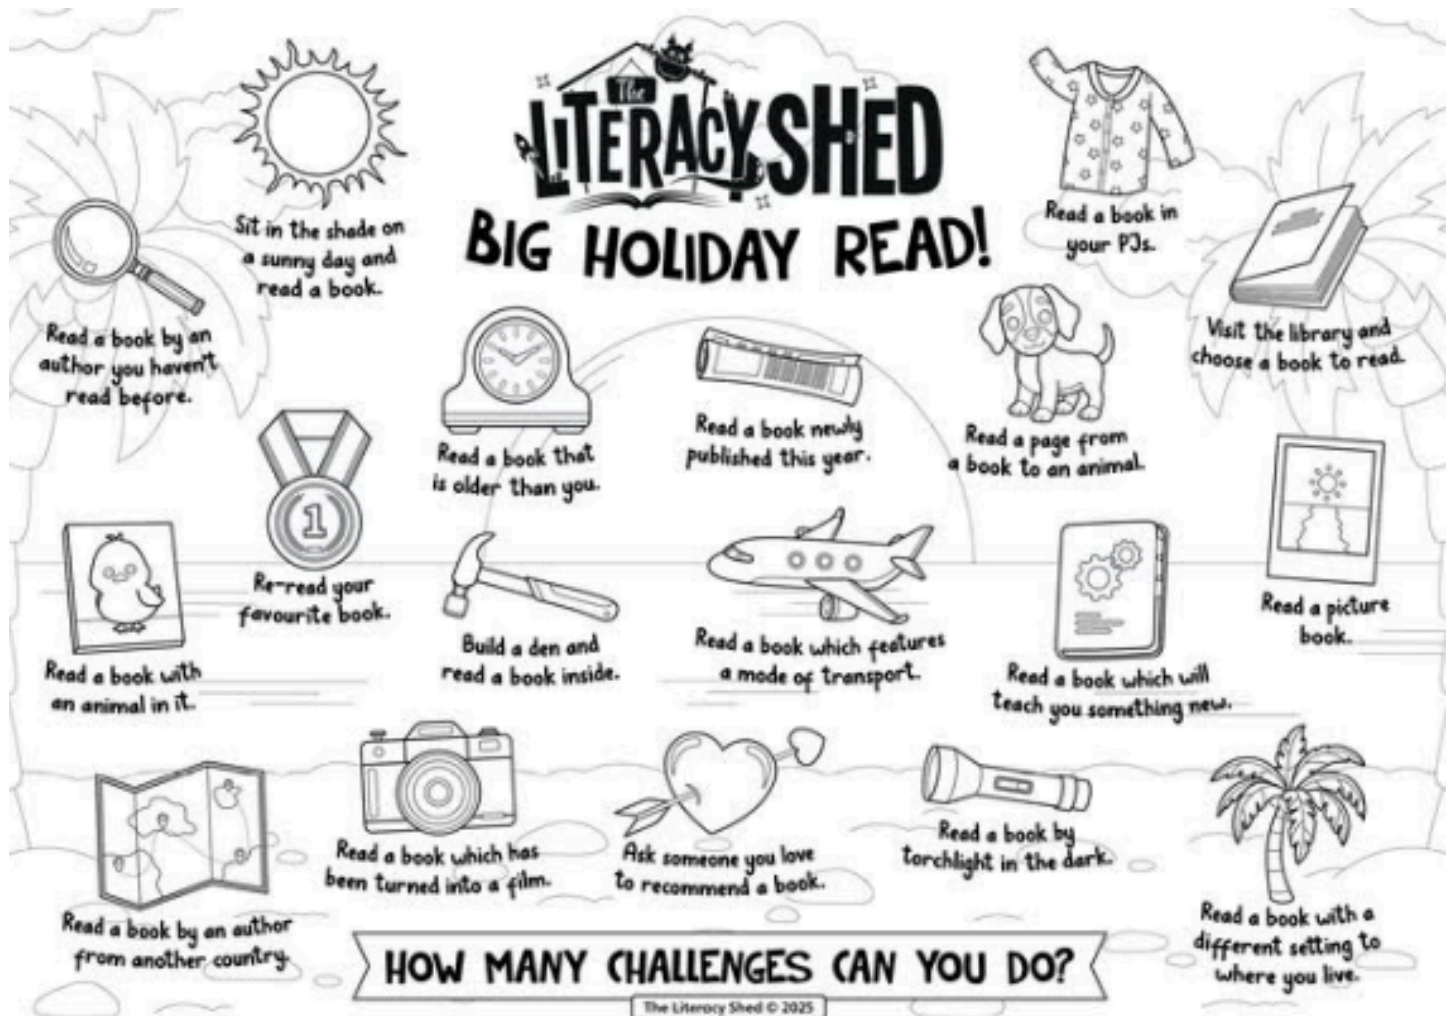 The
LITERACY SHED
BIG HOLIDAY READ!
Sit in the shade on
a sunny day and
read a book.
Read a book in
your PJs.
Read a book by an
author you haven't
read before.
Visit the library and
choose a book to read.
Read a book that
is older than you.
Read a book newly
published this year.
Read a page from
a book to an animal.
1
Re-read your
favourite book.
Read a book with
an animal in it.
Build a den and
read a book inside.
Read a book which features
a mode of transport.
Read a book which will
teach you something new.
Read a picture
book.
Read a book by an author
from another country.
Read a book which has
been turned into a film.
Ask someone you love
to recommend a book.
Read a book by
torchlight in the dark.
Read a book with a
different setting to
where you live.
HOW MANY CHALLENGES CAN YOU DO?
The Literacy Shed © 2025